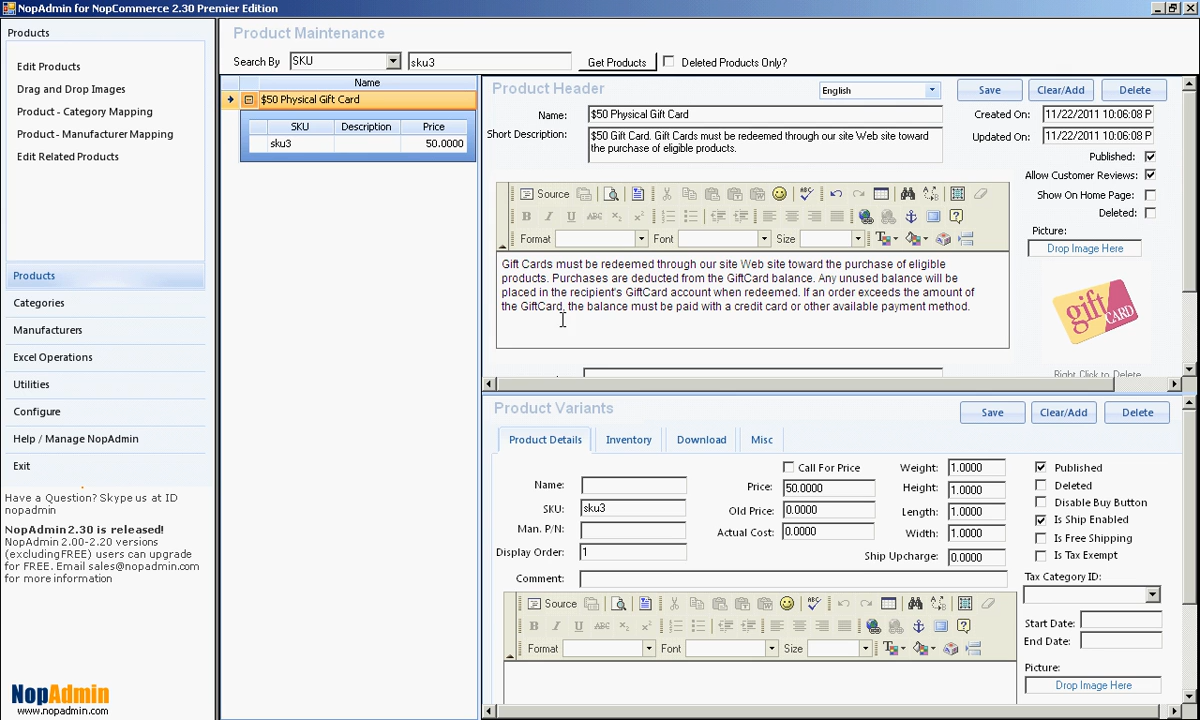 NopAdmin for NopCommerce 2.30 Premier Edition
Products
Edit Products
Drag and Drop Images
Product - Category Mapping
Product - Manufacturer Mapping
Edit Related Products
Products
Categories
Manufacturers
Excel Operations
Utilities
Configure
Help / Manage NopAdmin
Exit
Have a Question? Skype us at ID
nopadmin
NopAdmin 2.30 is released!
NopAdmin 2.00-2.20 versions
(excluding FREE) users can upgrade
for FREE. Email sales@nopadmin.com
for more information
NopAdmin
www.nopadmin.com
Product Maintenance
Search By SKU sku3 Get Products Deleted Products Only?
Name
$50 Physical Gift Card
SKU Description Price
sku3 50.0000
Product Header English Save Clear/Add Delete
Name: $50 Physical Gift Card
Short Description: $50 Gift Card. Gift Cards must be redeemed through our site Web site toward
the purchase of eligible products.
Created On: 11/22/2011 10:06:08 P
Updated On: 11/22/2011 10:06:08 P
Published:
Allow Customer Reviews:
Show On Home Page:
Deleted:
Picture:
Drop Image Here
gift CARD
Right Click to Delete
Source
B I U ABC x₂ x²
Format Font Size
Gift Cards must be redeemed through our site Web site toward the purchase of eligible
products. Purchases are deducted from the GiftCard balance. Any unused balance will be
placed in the recipient's GiftCard account when redeemed. If an order exceeds the amount of
the GiftCard, the balance must be paid with a credit card or other available payment method.
Product Variants Save Clear/Add Delete
Product Details Inventory Download Misc
Name:
SKU: sku3
Man. P/N:
Display Order: 1
Comment:
Call For Price
Price: 50.0000
Old Price: 0.0000
Actual Cost: 0.0000
Weight: 1.0000
Height: 1.0000
Length: 1.0000
Width: 1.0000
Ship Upcharge: 0.0000
Published
Deleted
Disable Buy Button
Is Ship Enabled
Is Free Shipping
Is Tax Exempt
Tax Category ID:
Start Date:
End Date:
Picture:
Drop Image Here
Source
B I U ABC x₂ x²
Format Font Size